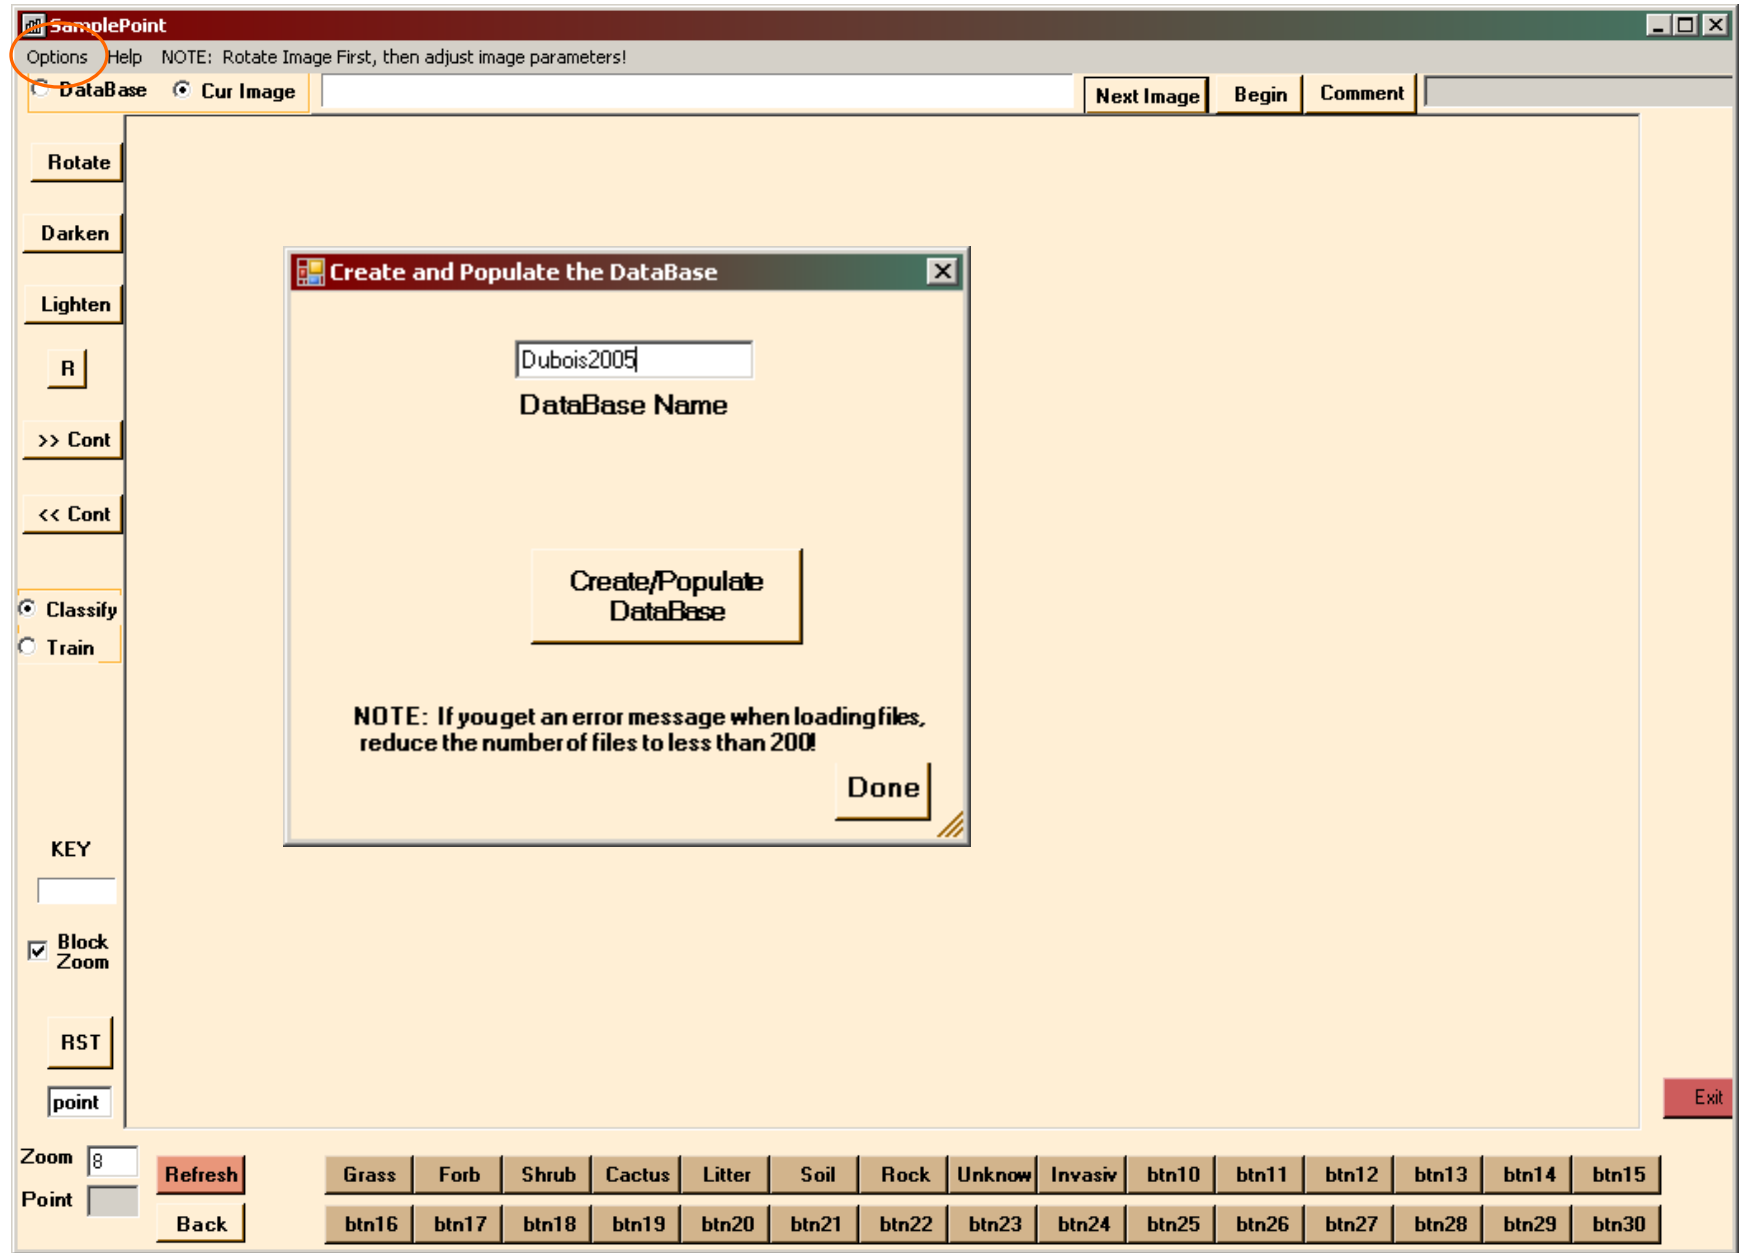 SamplePoint
Options Help NOTE: Rotate Image First, then adjust image parameters!
DataBase Cur Image Next Image Begin Comment
Rotate
Darken
Lighten
R
>> Cont
<< Cont
Classify
Train
KEY
Block
Zoom
RST
point
Create and Populate the DataBase
Dubois2005
DataBase Name
Create/Populate
DataBase
NOTE: If you get an error message when loading files,
reduce the number of files to less than 200!
Done
Exit
Zoom 8
Point
Refresh
Back
Grass Forb Shrub Cactus Litter Soil Rock Unknow Invasiv btn10 btn11 btn12 btn13 btn14 btn15
btn16 btn17 btn18 btn19 btn20 btn21 btn22 btn23 btn24 btn25 btn26 btn27 btn28 btn29 btn30